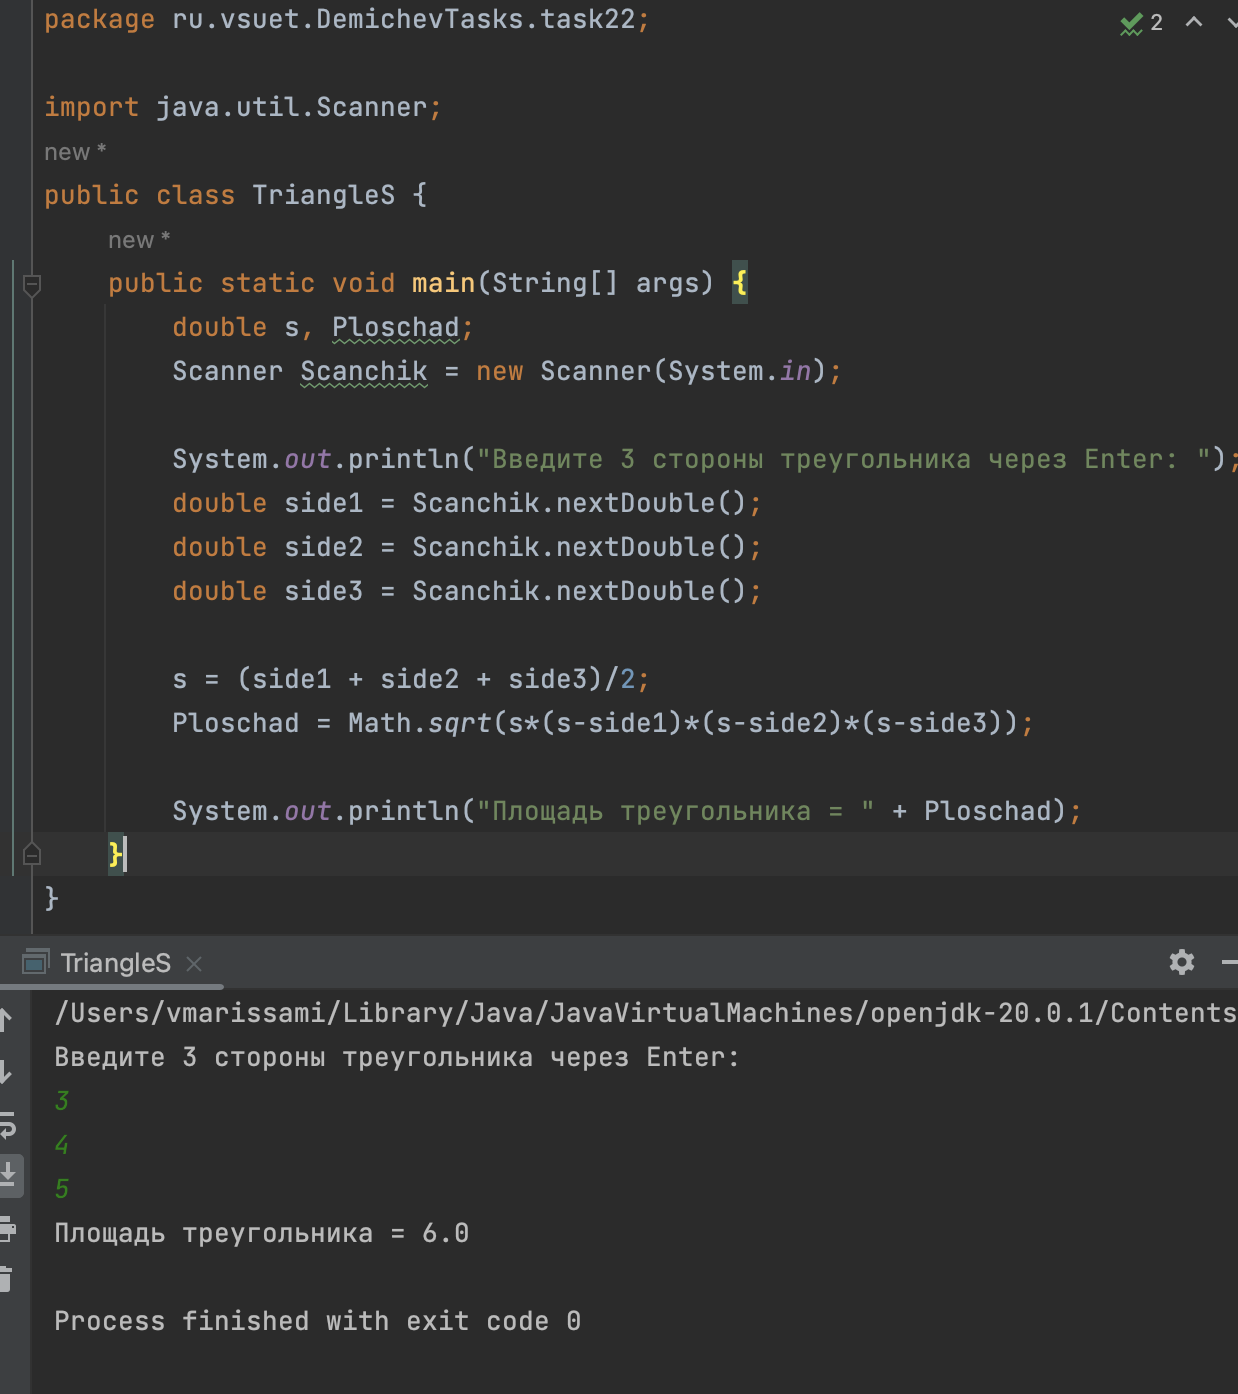 package ru.vsuet.DemichevTasks.task22;
2
import java.util.Scanner;
new *
public class TriangleS {
new *
public static void main(String[] args) {
double s, Ploschad;
Scanner Scanchik = new Scanner(System.in);
System.out.println("Введите 3 стороны треугольника через Enter: ");
double side1 = Scanchik.nextDouble();
double side2 = Scanchik.nextDouble();
double side3 = Scanchik.nextDouble();
s = (side1 + side2 + side3)/2;
Ploschad = Math.sqrt(s*(s-side1)*(s-side2)*(s-side3));
System.out.println("Площадь треугольника = " + Ploschad);
}
}
TriangleS
/Users/vmarissami/Library/Java/JavaVirtualMachines/openjdk-20.0.1/Contents
Введите 3 стороны треугольника через Enter:
3
4
5
Площадь треугольника = 6.0
Process finished with exit code 0